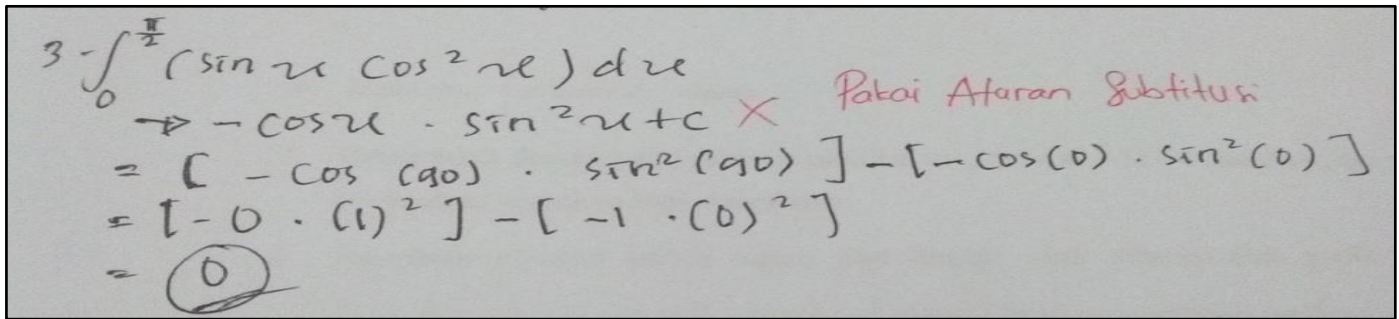 3. ∫₀^(π/2) (sin x cos² x) dx
→ - cos x . sin² x + c × Pakai Aturan Subtitusi
= [ - cos (90) . sin² (90) ] - [ - cos (0) . sin² (0) ]
= [ - 0 . (1)² ] - [ -1 . (0)² ]
= 0